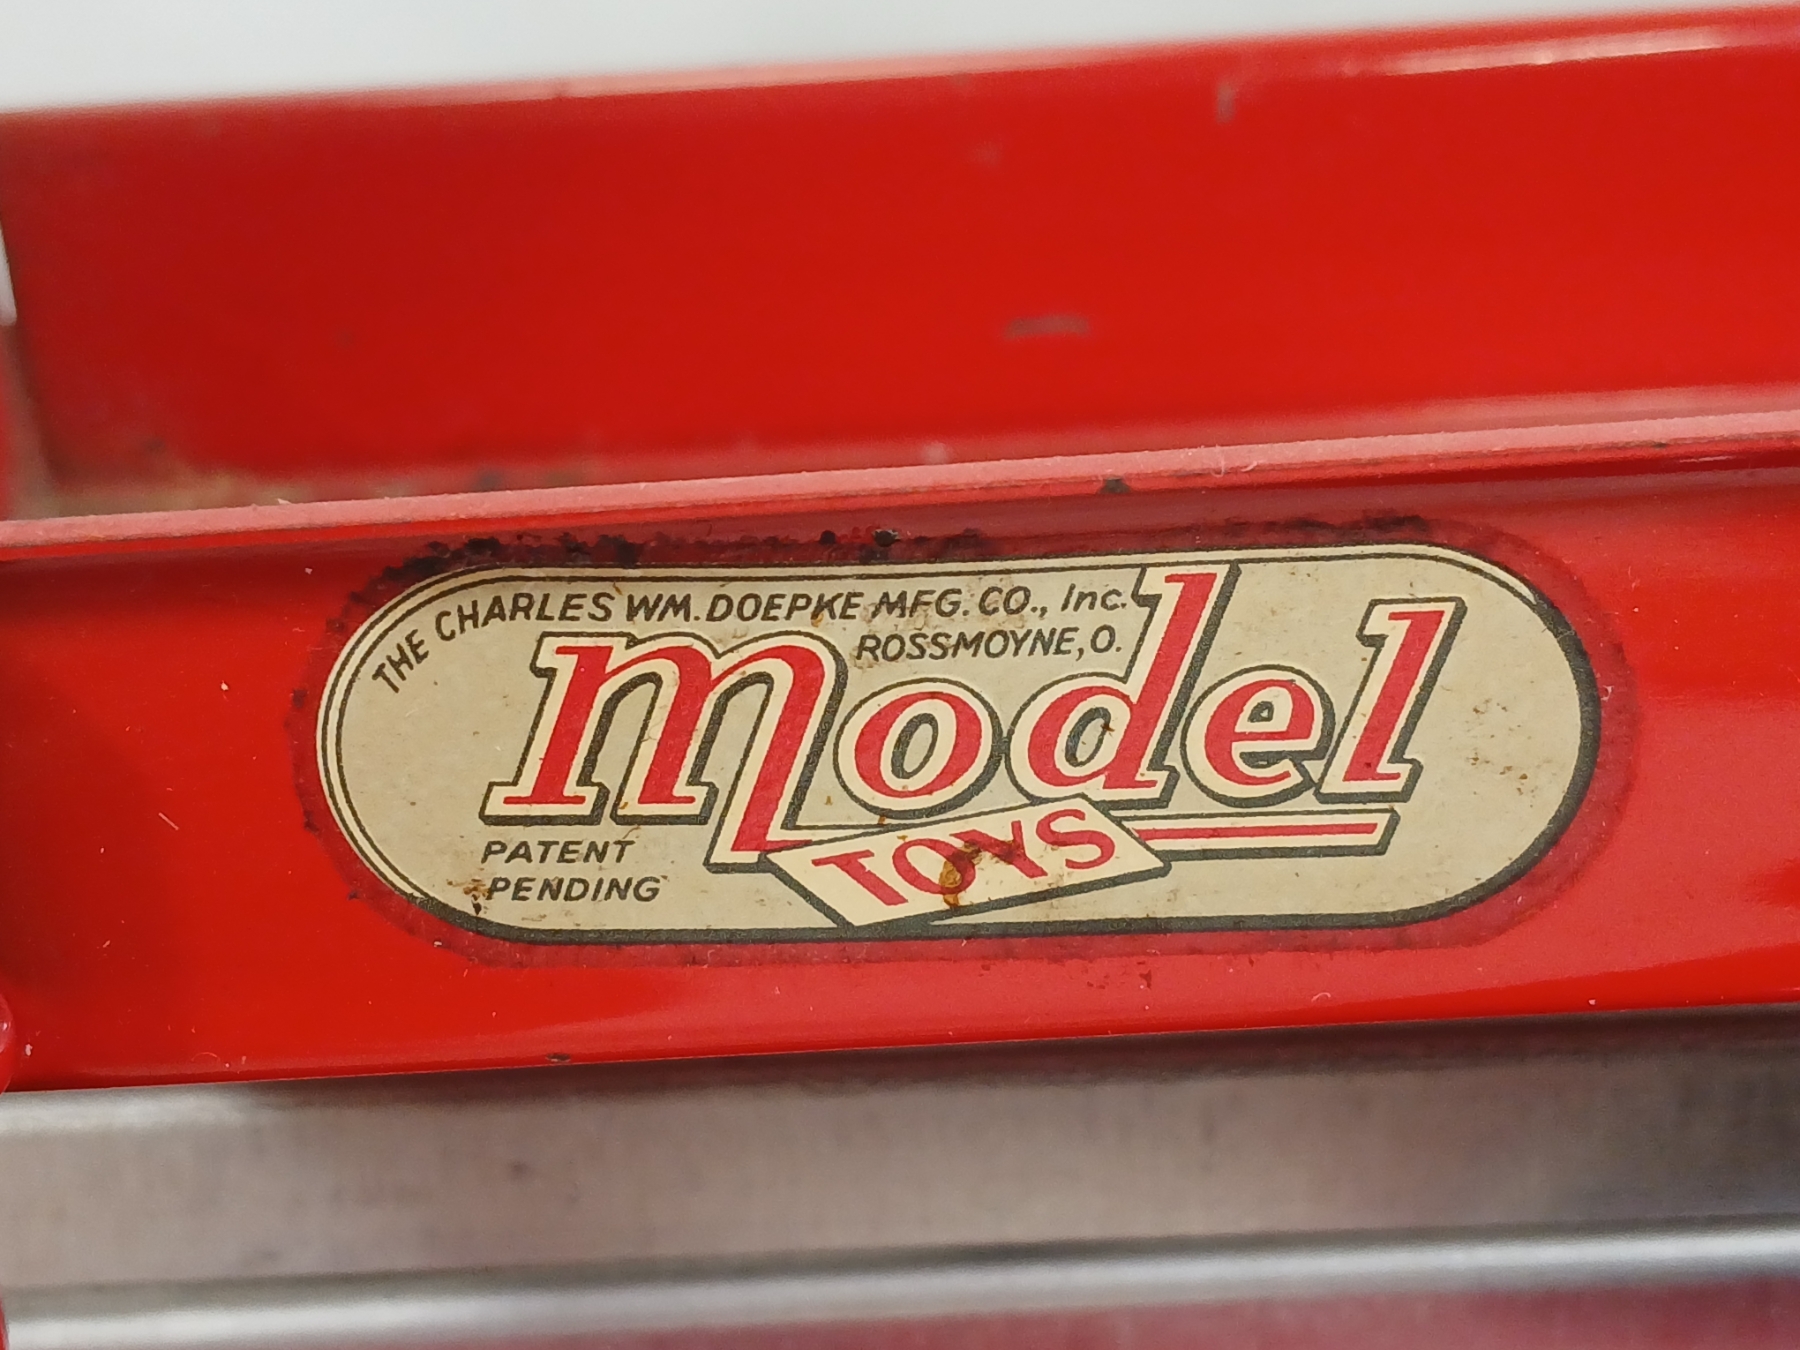 THE CHARLES WM. DOEPKE MFG. CO., Inc.
ROSSMOYNE, O.
Model
TOYS
PATENT
PENDING